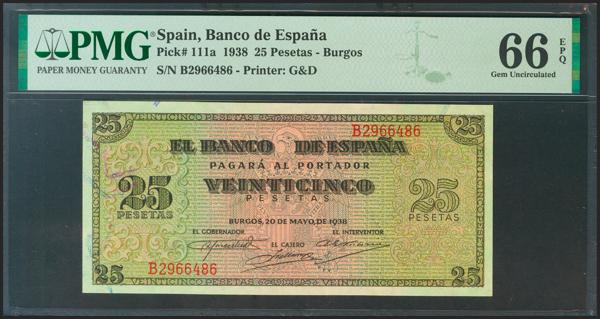 PMG
PAPER MONEY GUARANTY
Spain, Banco de España
Pick# 111a 1938 25 Pesetas - Burgos
S/N B2966486 - Printer: G&D
66 EPQ
Gem Uncirculated
25
25
B2966486
EL BANCO DE ESPAÑA
PAGARÁ AL PORTADOR
VEINTICINCO
PESETAS
25
PESETAS
25
PESETAS
BURGOS, 20 DE MAYO, DE 1938
EL GOBERNADOR
EL INTERVENTOR
EL CAJERO
B2966486
25
25